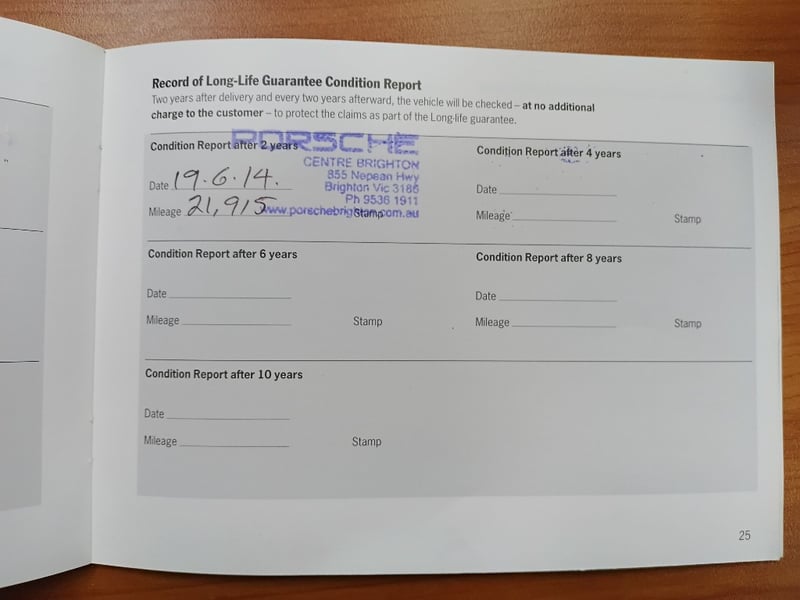 Record of Long-Life Guarantee Condition Report
Two years after delivery and every two years afterward, the vehicle will be checked – at no additional
charge to the customer – to protect the claims as part of the Long-life guarantee.
Condition Report after 2 years
PORSCHE
CENTRE BRIGHTON
855 Nepean Hwy
Brighton Vic 3186
Ph 9536 1911
www.porschebrighton.com.au
Date 19.6.14.
Mileage 21,915
Stamp
Condition Report after 4 years
Date
Mileage
Stamp
Condition Report after 6 years
Date
Mileage
Stamp
Condition Report after 8 years
Date
Mileage
Stamp
Condition Report after 10 years
Date
Mileage
Stamp
25